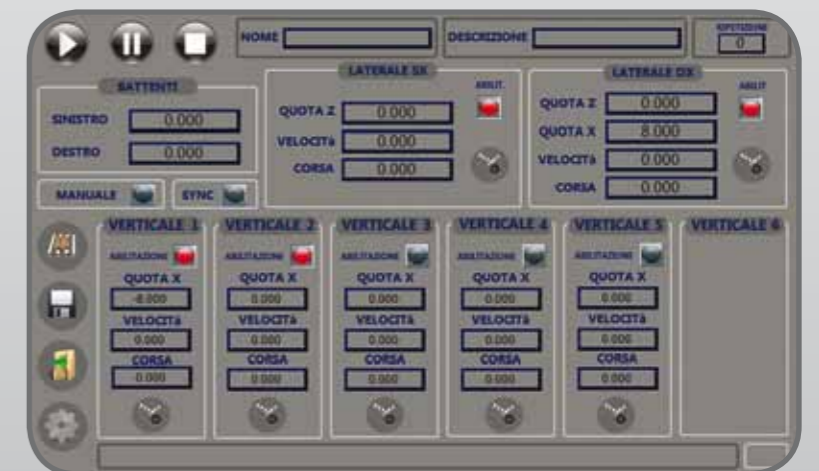 NOME
DESCRIZIONE
RIPETIZIONE
0
BATTENTI
SINISTRO 0.000
DESTRO 0.000
LATERALE SX
ABILIT.
QUOTA Z 0.000
VELOCITà 0.000
CORSA 0.000
LATERALE DX
ABILIT
QUOTA Z 0.000
QUOTA X 8.000
VELOCITà 0.000
CORSA 0.000
MANUALE
SYNC
VERTICALE 1 VERTICALE 2 VERTICALE 3 VERTICALE 4 VERTICALE 5 VERTICALE 6
ABILITAZIONE ABILITAZIONE ABILITAZIONE ABILITAZIONE ABILITAZIONE
QUOTA X QUOTA X QUOTA X QUOTA X QUOTA X
-8.000 0.000 0.000 0.000 0.000
VELOCITà VELOCITà VELOCITà VELOCITà VELOCITà
0.000 0.000 0.000 0.000 0.000
CORSA CORSA CORSA CORSA CORSA
0.000 0.000 0.000 0.000 0.000